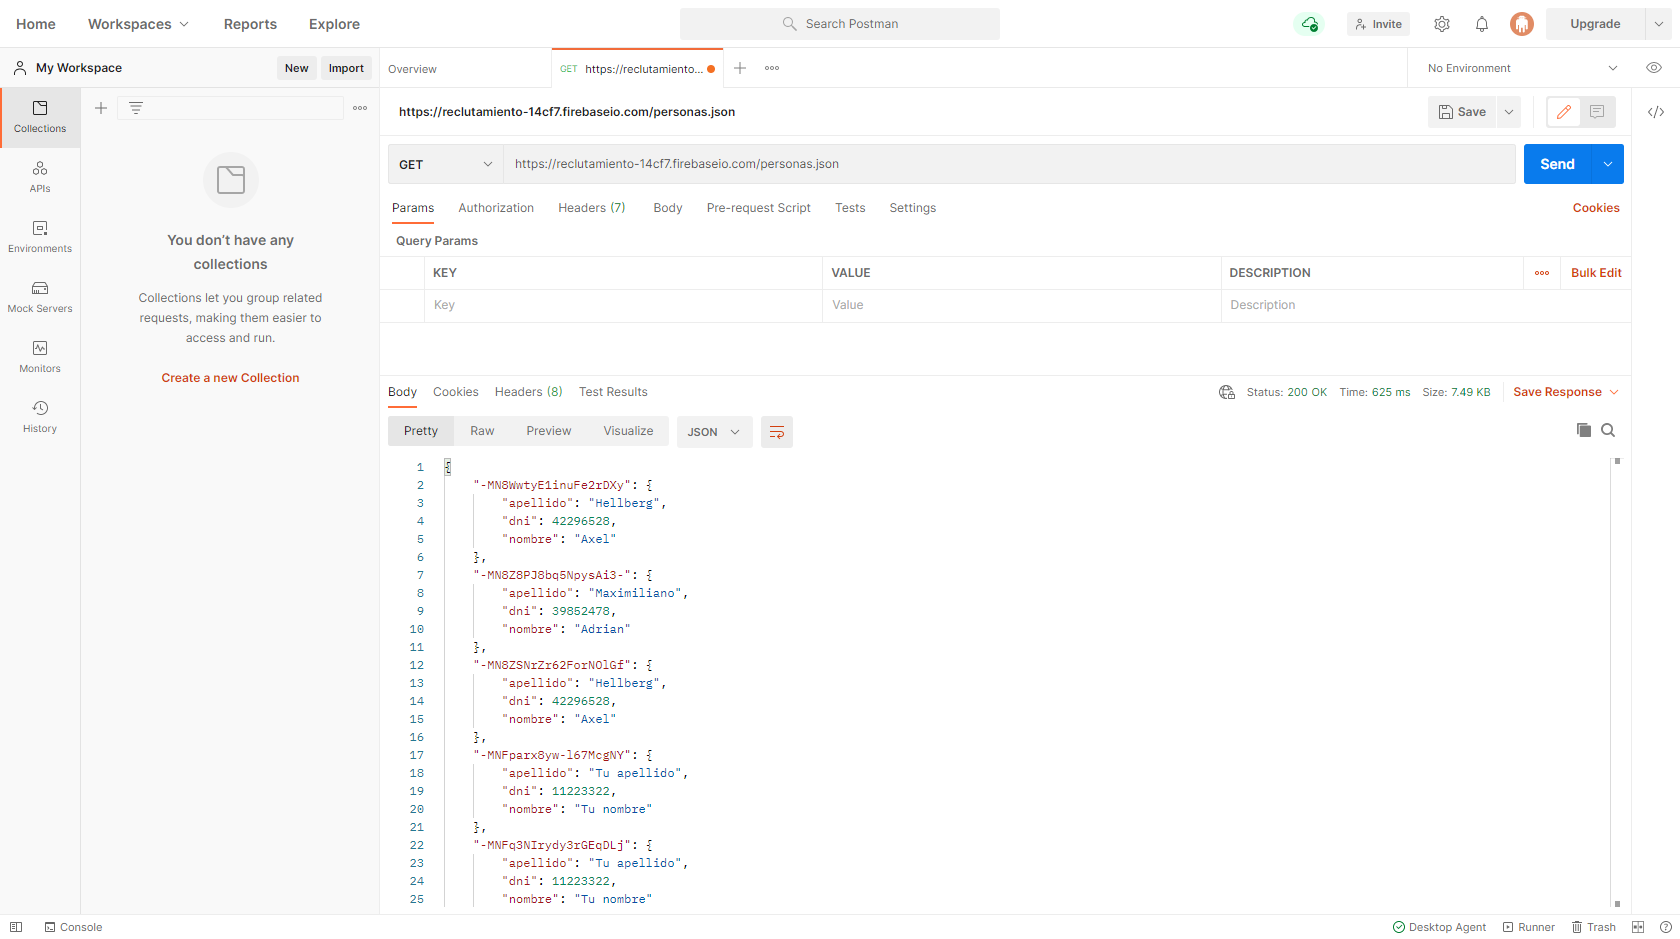 Home Workspaces Reports Explore Search Postman Invite Upgrade
My Workspace New Import Overview GET https://reclutamiento... No Environment
Collections
APIs
Environments
Mock Servers
Monitors
History
You don’t have any
collections
Collections let you group related
requests, making them easier to
access and run.
Create a new Collection
https://reclutamiento-14cf7.firebaseio.com/personas.json Save
GET https://reclutamiento-14cf7.firebaseio.com/personas.json Send
Params Authorization Headers (7) Body Pre-request Script Tests Settings Cookies
Query Params
KEY VALUE DESCRIPTION Bulk Edit
Key Value Description
Body Cookies Headers (8) Test Results Status: 200 OK Time: 625 ms Size: 7.49 KB Save Response
Pretty Raw Preview Visualize JSON
1 {
2 "-MN8WwtyE1inuFe2rDXy": {
3 "apellido": "Hellberg",
4 "dni": 42296528,
5 "nombre": "Axel"
6 },
7 "-MN8Z8PJ8bq5NpysAi3-": {
8 "apellido": "Maximiliano",
9 "dni": 39852478,
10 "nombre": "Adrian"
11 },
12 "-MN8ZSNrZr62ForNOlGf": {
13 "apellido": "Hellberg",
14 "dni": 42296528,
15 "nombre": "Axel"
16 },
17 "-MNFparx8yw-l67McgNY": {
18 "apellido": "Tu apellido",
19 "dni": 11223322,
20 "nombre": "Tu nombre"
21 },
22 "-MNFq3NIrydy3rGEqDLj": {
23 "apellido": "Tu apellido",
24 "dni": 11223322,
25 "nombre": "Tu nombre"
Console Desktop Agent Runner Trash